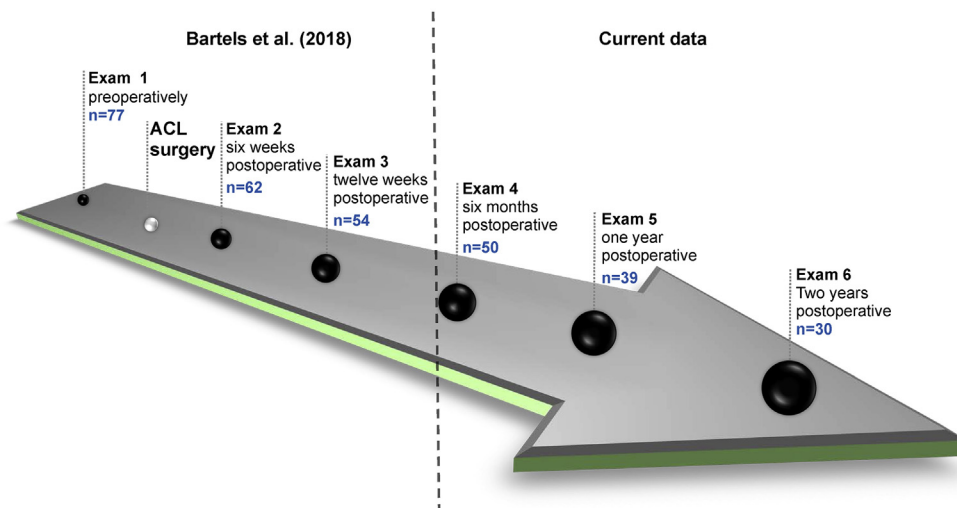 Bartels et al. (2018)
Current data
Exam 1
preoperatively
n=77
ACL
surgery
Exam 2
six weeks
postoperative
n=62
Exam 3
twelve weeks
postoperative
n=54
Exam 4
six months
postoperative
n=50
Exam 5
one year
postoperative
n=39
Exam 6
Two years
postoperative
n=30